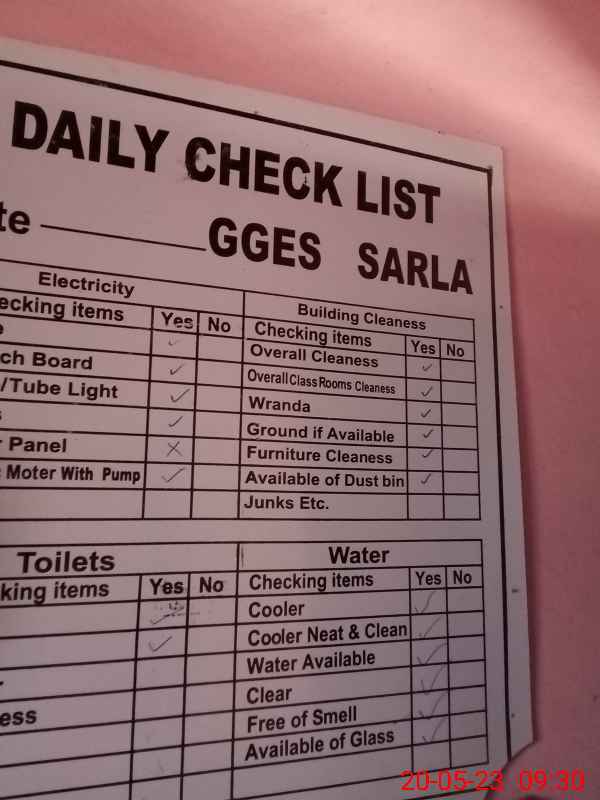 DAILY CHECK LIST
te GGES SARLA
Electricity
ecking items Yes No
e
ch Board
/Tube Light
s
r Panel
c Moter With Pump
Building Cleaness
Checking items Yes No
Overall Cleaness
Overall Class Rooms Cleaness
Wranda
Ground if Available
Furniture Cleaness
Available of Dust bin
Junks Etc.
Toilets
king items Yes No
ess
Water
Checking items Yes No
Cooler
Cooler Neat & Clean
Water Available
Clear
Free of Smell
Available of Glass
20-05-23 09:30